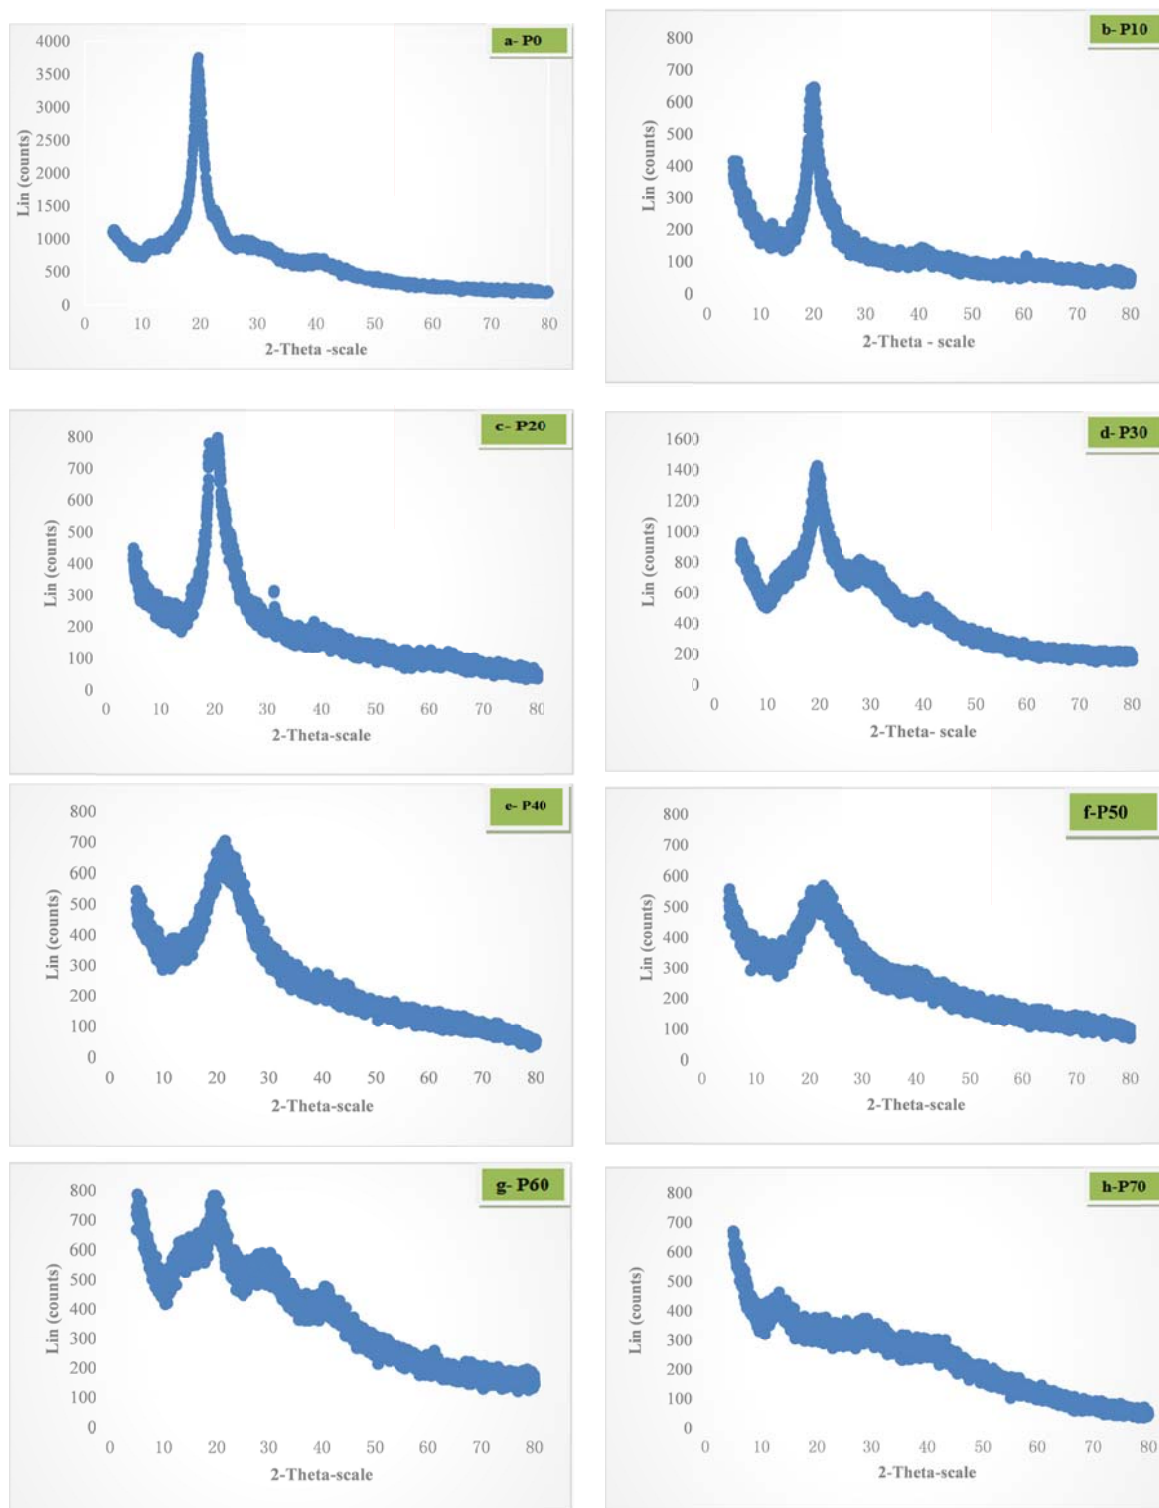 a- P0
4000
3500
3000
2500
2000
1500
1000
500
0
Lin (counts)
0 10 20 30 40 50 60 70 80
2-Theta -scale
b- P10
800
700
600
500
400
300
200
100
0
Lin (counts)
0 10 20 30 40 50 60 70 80
2-Theta - scale
c- P20
800
700
600
500
400
300
200
100
0
Lin (counts)
0 10 20 30 40 50 60 70 80
2-Theta-scale
d- P30
1600
1400
1200
1000
800
600
400
200
0
Lin (counts)
0 10 20 30 40 50 60 70 80
2-Theta- scale
e- P40
800
700
600
500
400
300
200
100
0
Lin (counts)
0 10 20 30 40 50 60 70 80
2-Theta-scale
f-P50
800
700
600
500
400
300
200
100
0
Lin (counts)
0 10 20 30 40 50 60 70 80
2-Theta-scale
g- P60
800
700
600
500
400
300
200
100
0
Lin (counts)
0 10 20 30 40 50 60 70 80
2-Theta-scale
h-P70
800
700
600
500
400
300
200
100
0
Lin (counts)
0 10 20 30 40 50 60 70 80
2-Theta-scale